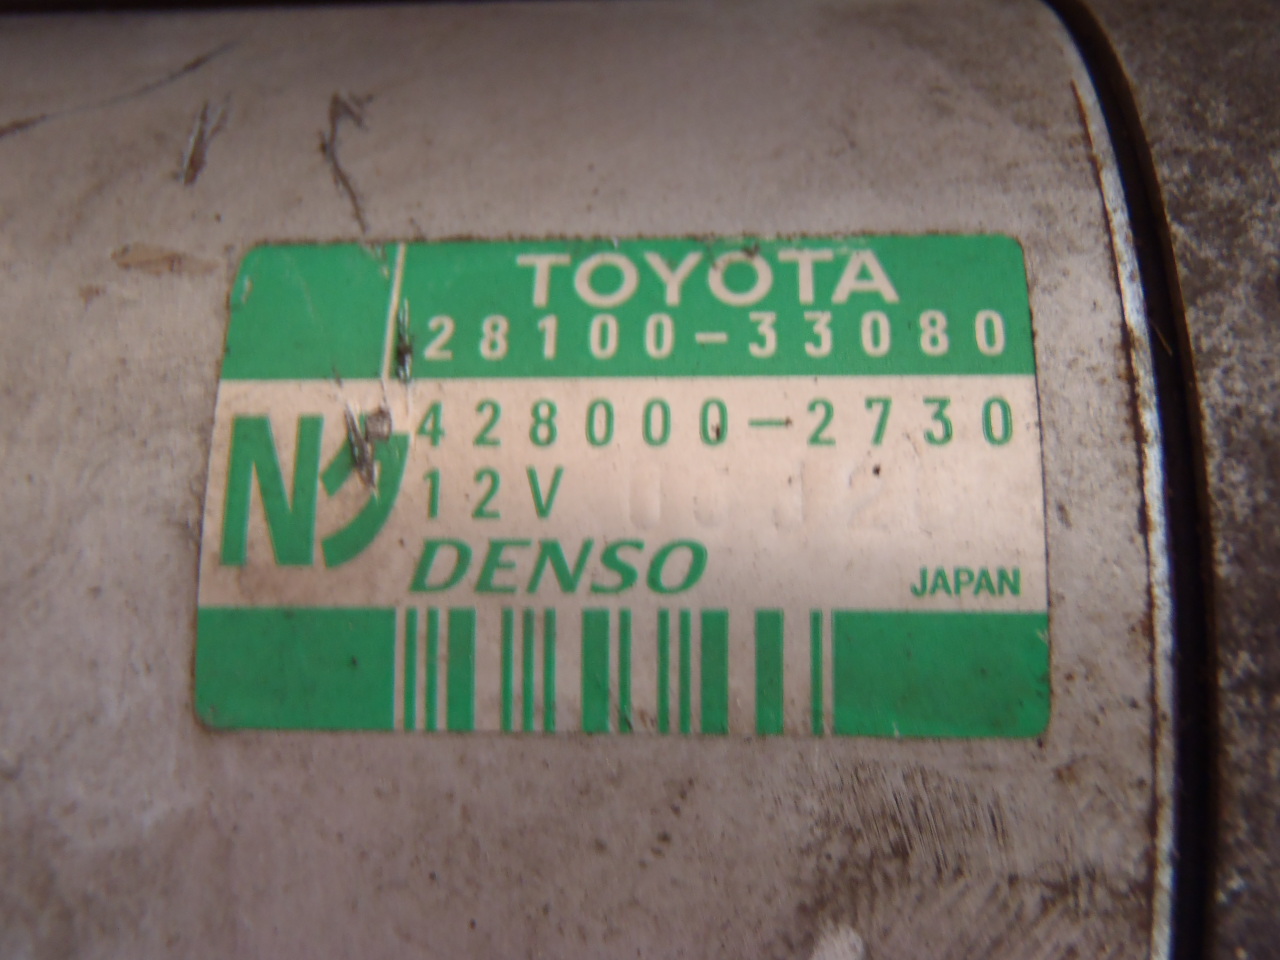 TOYOTA
28100-33080
428000-2730
12V
DENSO
JAPAN